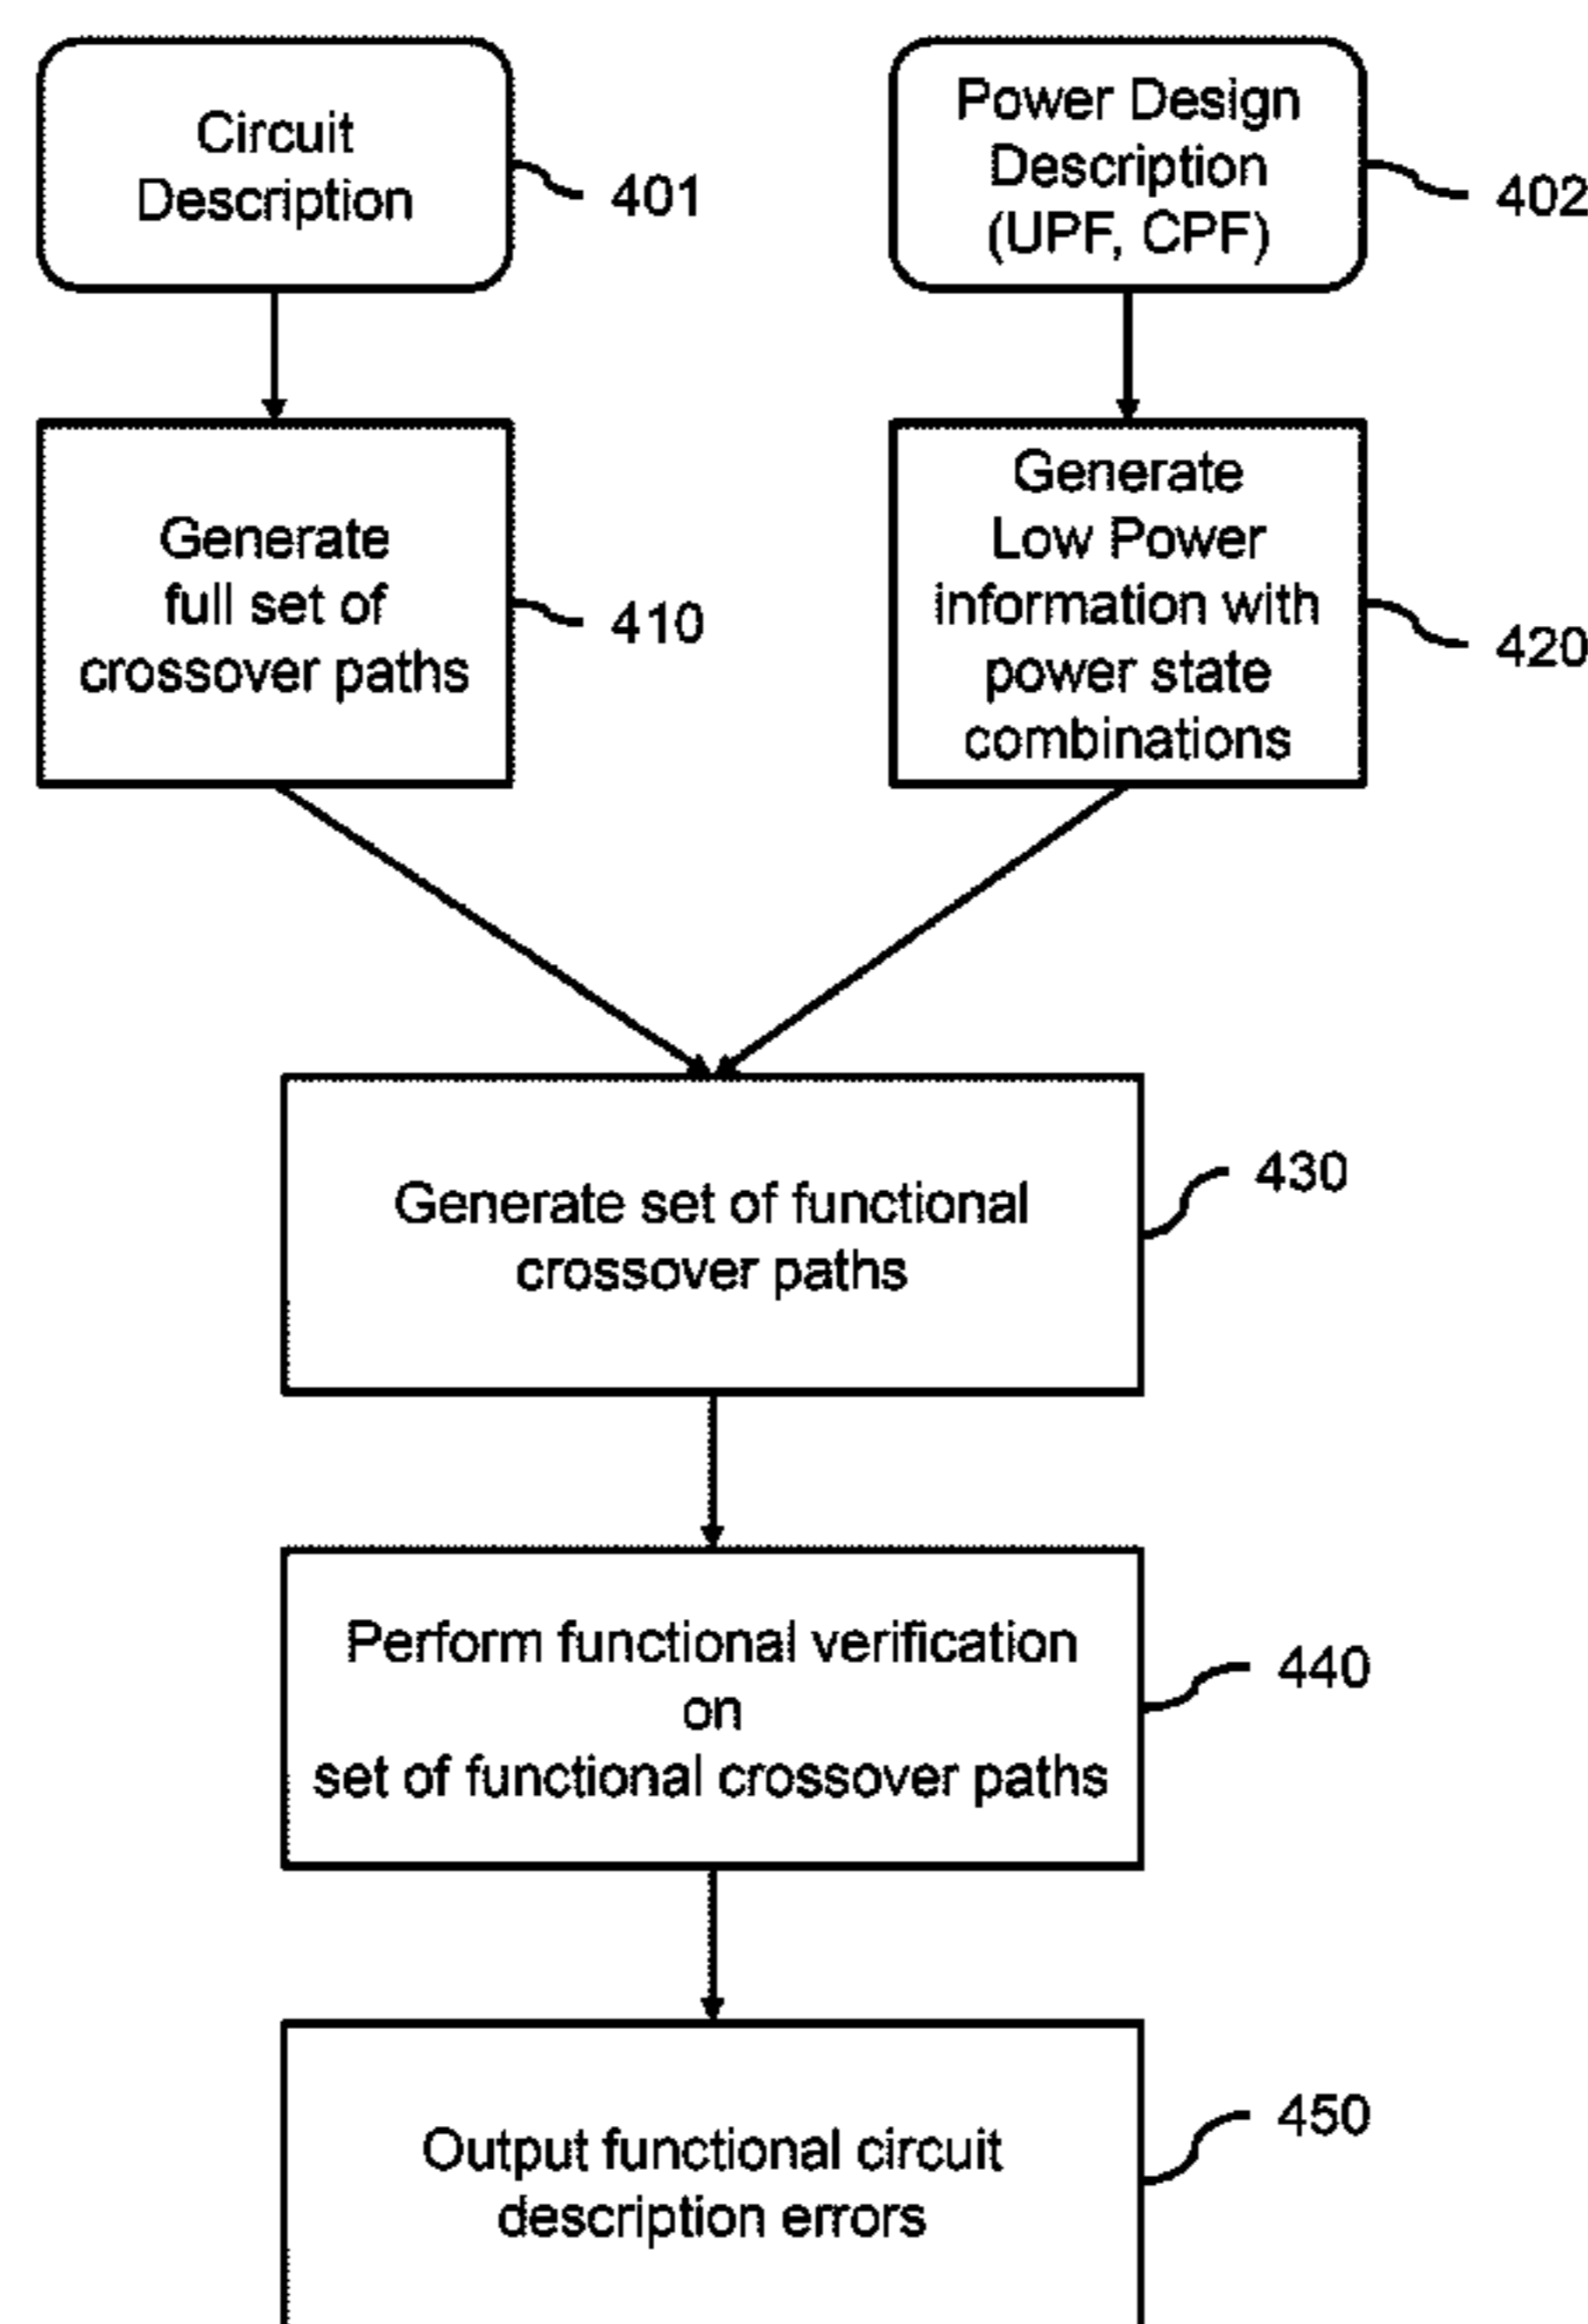 Circuit
Description
401
Power Design
Description
(UPF, CPF)
402
Generate
full set of
crossover paths
410
Generate
Low Power
information with
power state
combinations
420
Generate set of functional
crossover paths
430
Perform functional verification
on
set of functional crossover paths
440
Output functional circuit
description errors
450